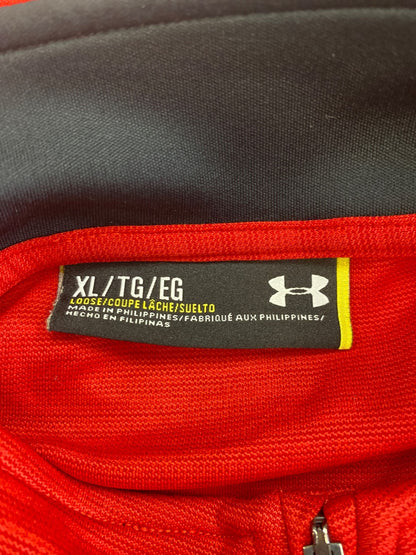 XL/TG/EG
LOOSE/COUPE LÂCHE/SUELTO
MADE IN PHILIPPINES/FABRIQUÉ AUX PHILIPPINES/
HECHO EN FILIPINAS